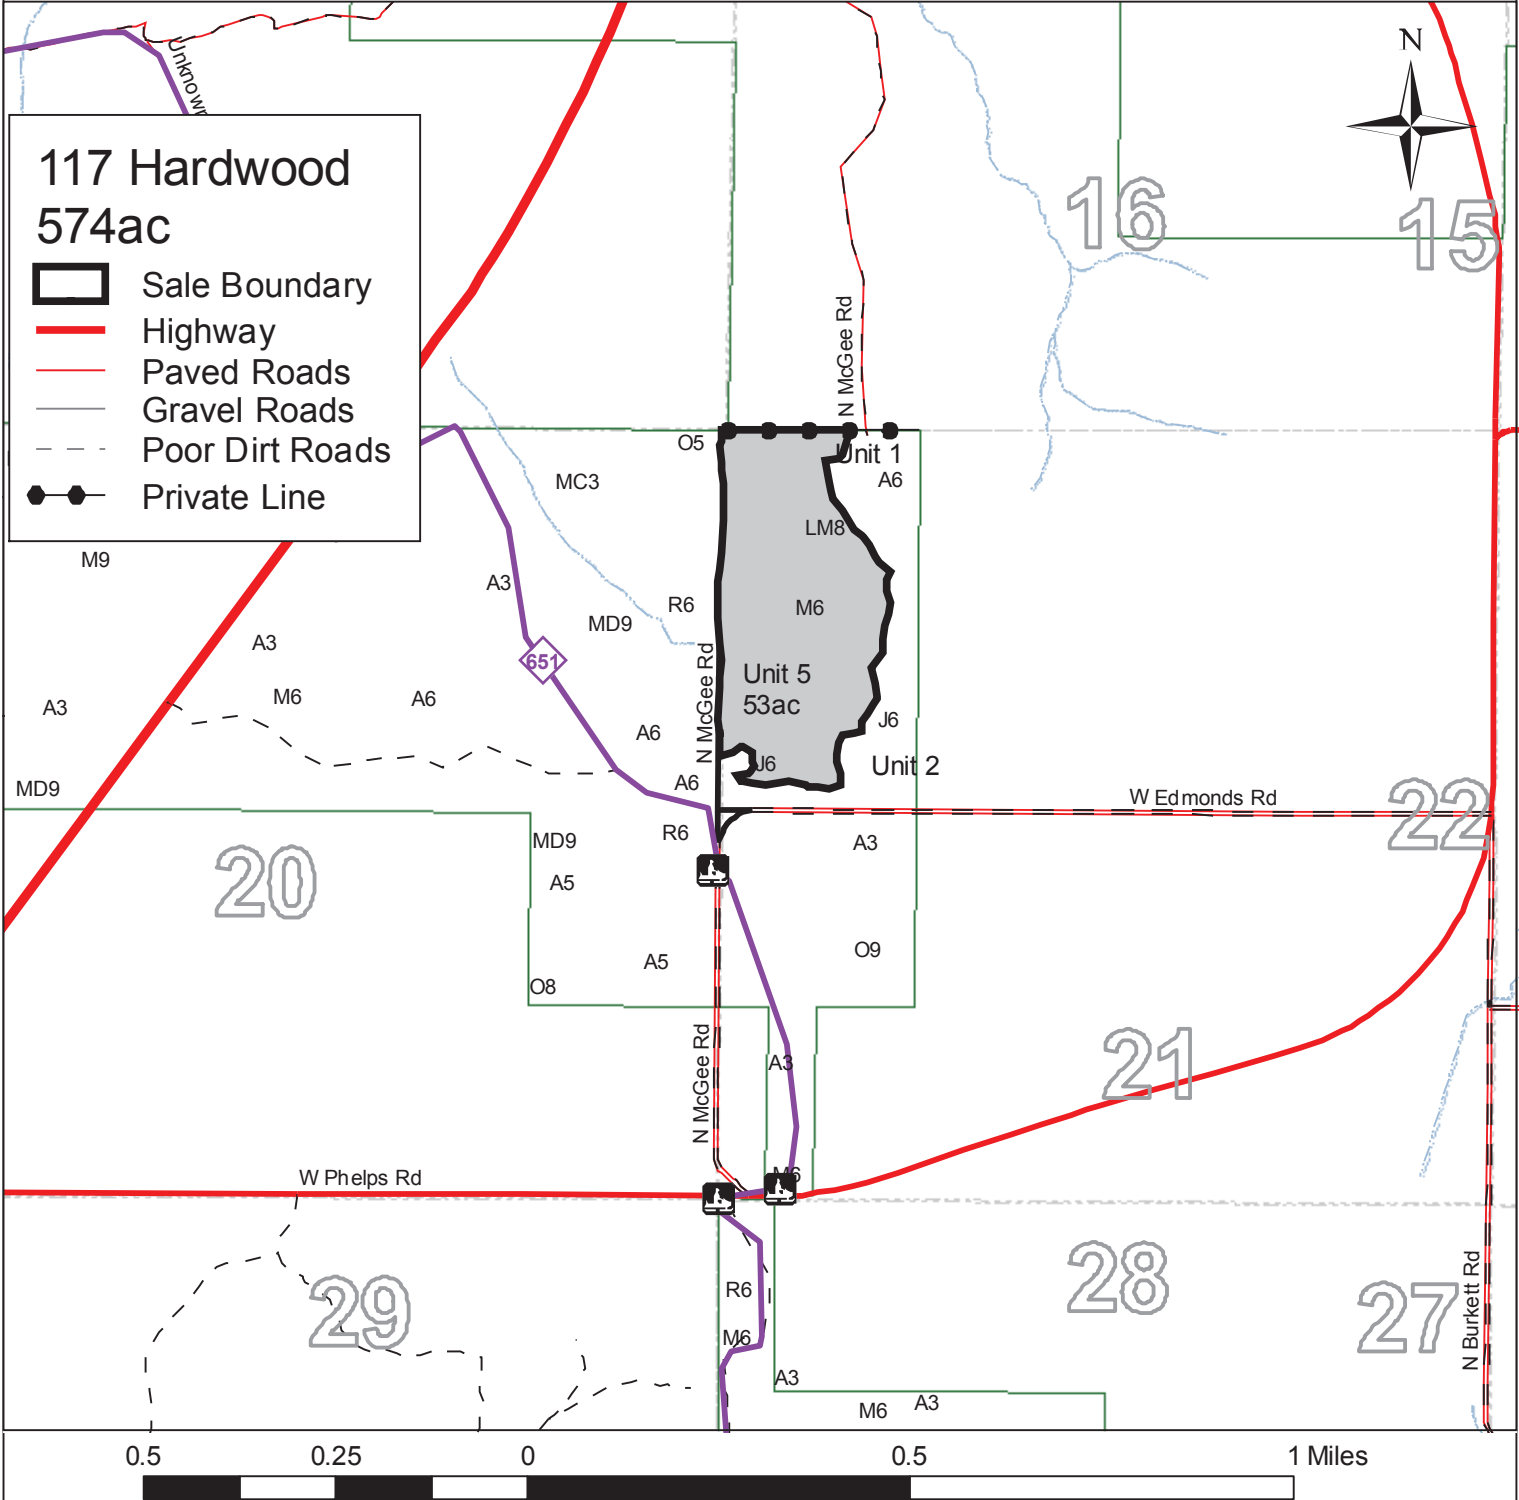 Unknown
N
117 Hardwood
574ac
Sale Boundary
Highway
Paved Roads
Gravel Roads
Poor Dirt Roads
Private Line
16
15
N McGee Rd
O5
Unit 1
MC3
A6
LM8
M9
A3
R6
M6
MD9
A3
651
Unit 5
53ac
N McGee Rd
M6
A6
A3
J6
A6
J6
Unit 2
A6
MD9
W Edmonds Rd
22
R6
MD9
A3
20
A5
O9
A5
O8
N McGee Rd
A3
21
M6
W Phelps Rd
R6
28
29
27
N Burkett Rd
M6
A3
A3
M6
0.5
0.25
0
0.5
1 Miles